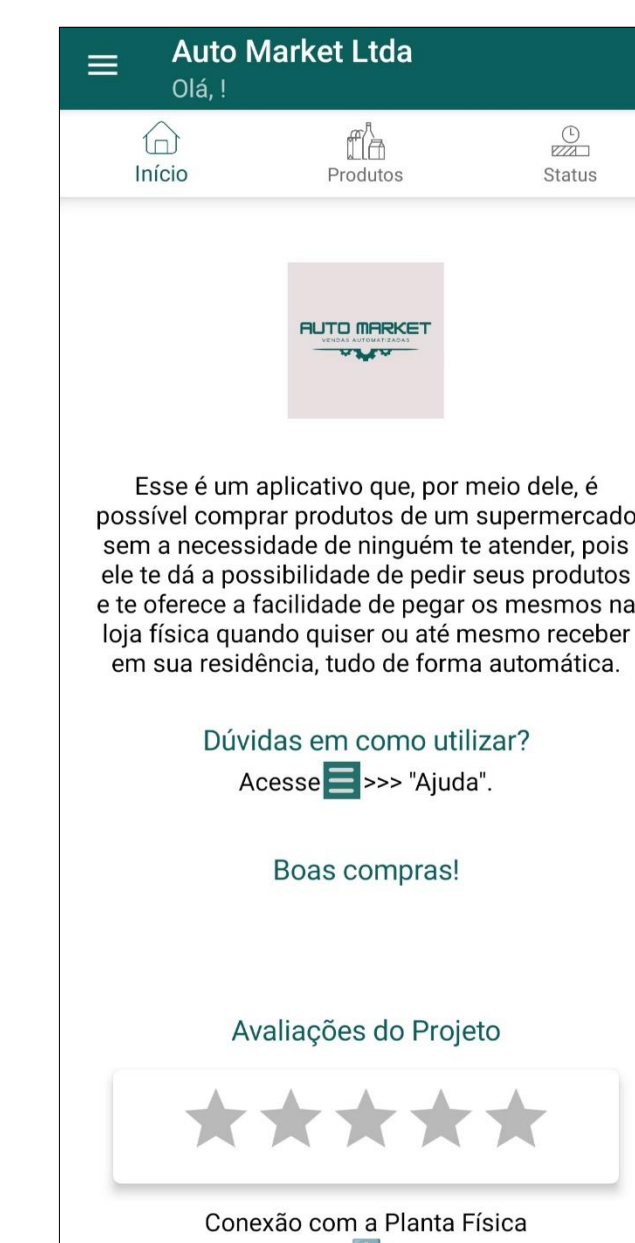 Auto Market Ltda
Olá, !
Início
Produtos
Status
AUTO MARKET
VENDAS AUTOMATIZADAS
Esse é um aplicativo que, por meio dele, é
possível comprar produtos de um supermercado
sem a necessidade de ninguém te atender, pois
ele te dá a possibilidade de pedir seus produtos
e te oferece a facilidade de pegar os mesmos na
loja física quando quiser ou até mesmo receber
em sua residência, tudo de forma automática.
Dúvidas em como utilizar?
Acesse >>> "Ajuda".
Boas compras!
Avaliações do Projeto
Conexão com a Planta Física